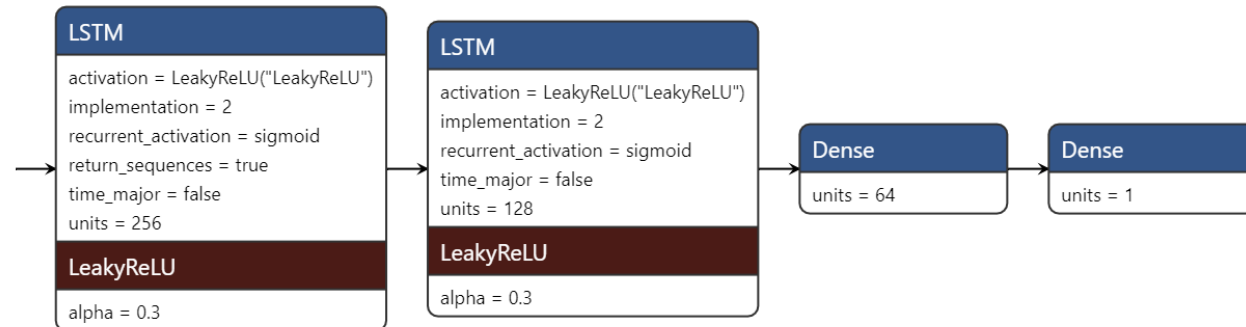 LSTM
activation = LeakyReLU("LeakyReLU")
implementation = 2
recurrent_activation = sigmoid
return_sequences = true
time_major = false
units = 256
LeakyReLU
alpha = 0.3
LSTM
activation = LeakyReLU("LeakyReLU")
implementation = 2
recurrent_activation = sigmoid
time_major = false
units = 128
LeakyReLU
alpha = 0.3
Dense
units = 64
Dense
units = 1